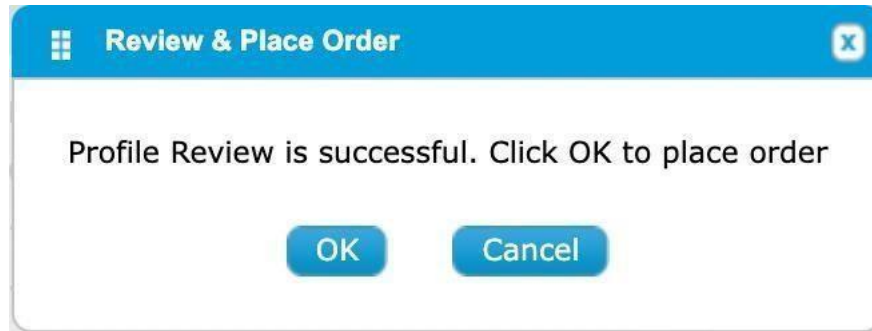 Review & Place Order
x
Profile Review is successful. Click OK to place order
OK Cancel